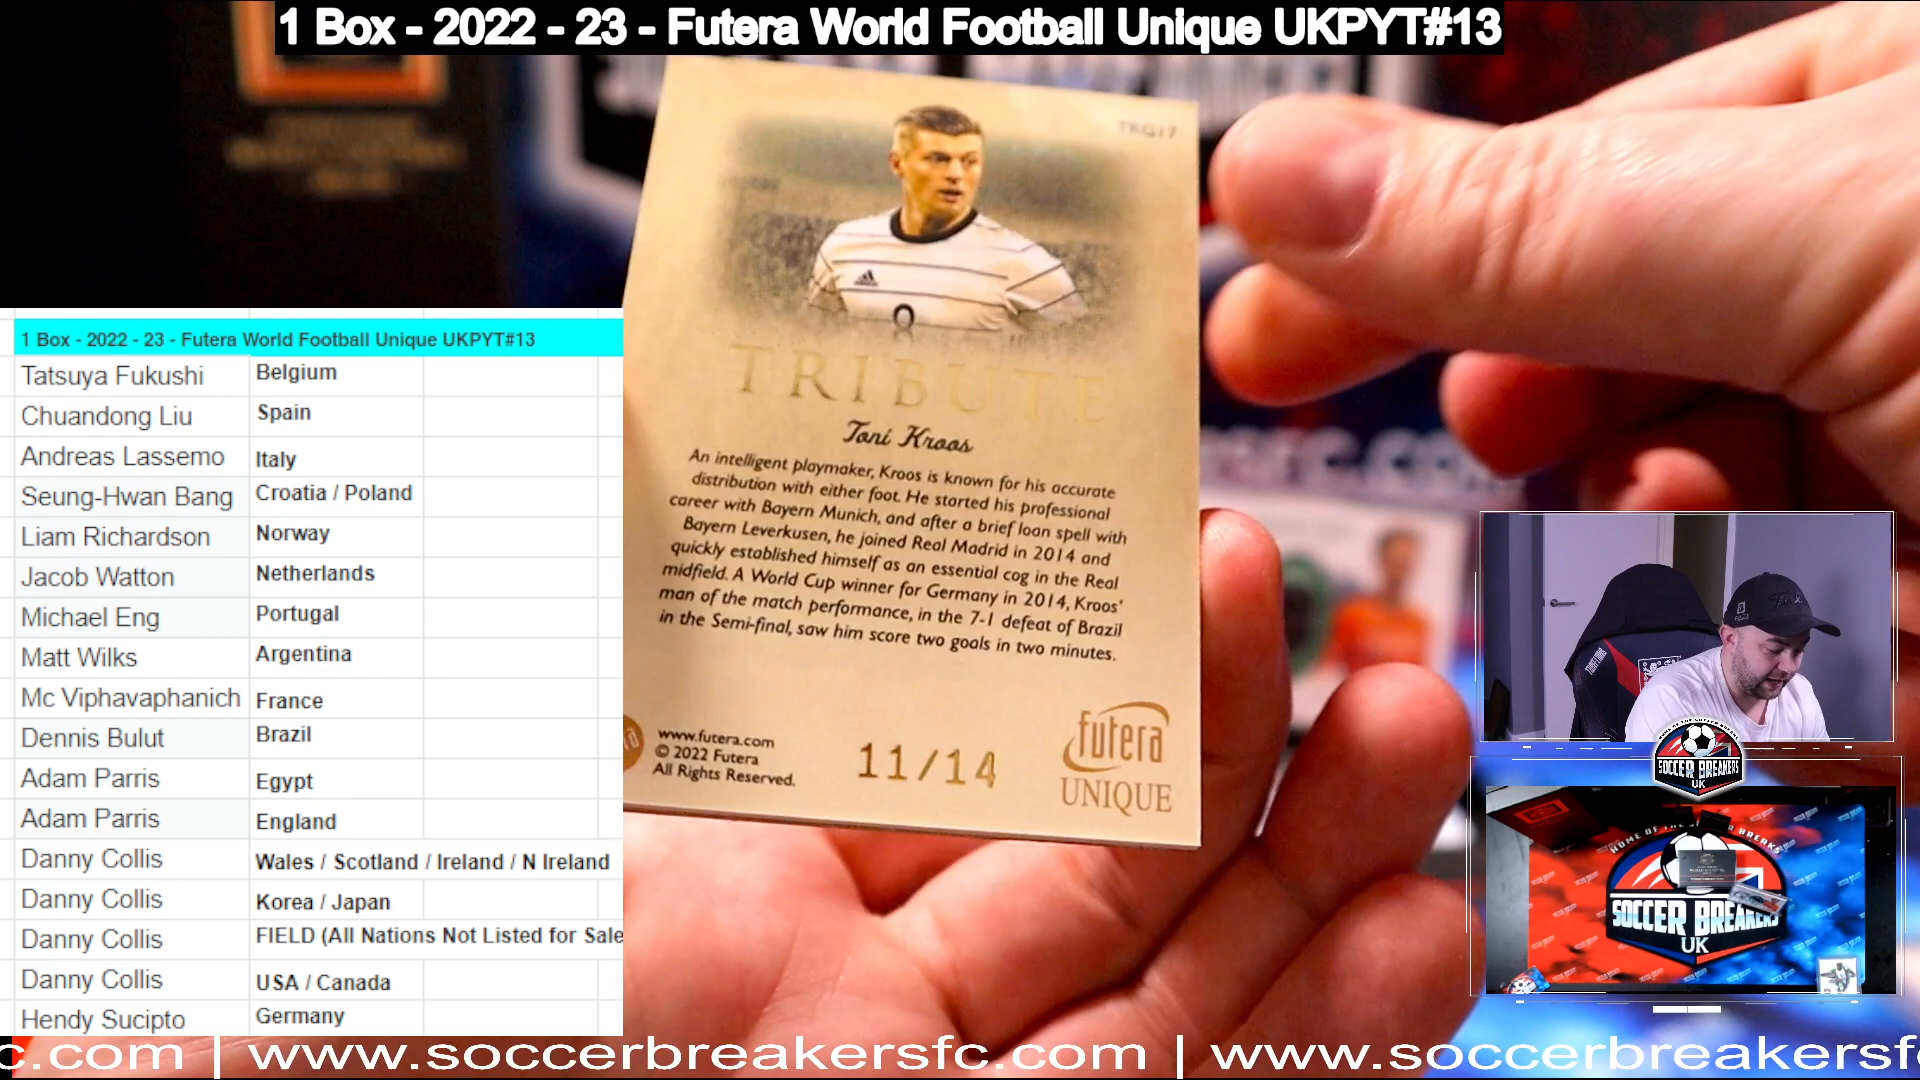 1 Box - 2022 - 23 - Futera World Football Unique UKPYT#13
TRG17
TRIBUTE
Toni Kroos
An intelligent playmaker, Kroos is known for his accurate
distribution with either foot. He started his professional
career with Bayern Munich, and after a brief loan spell with
Bayern Leverkusen, he joined Real Madrid in 2014 and
quickly established himself as an essential cog in the Real
midfield. A World Cup winner for Germany in 2014, Kroos'
man of the match performance, in the 7-1 defeat of Brazil
in the Semi-final, saw him score two goals in two minutes.
www.futera.com
© 2022 Futera
All Rights Reserved.
11/14
futera
UNIQUE
1 Box - 2022 - 23 - Futera World Football Unique UKPYT#13
Tatsuya Fukushi Belgium
Chuandong Liu Spain
Andreas Lassemo Italy
Seung-Hwan Bang Croatia / Poland
Liam Richardson Norway
Jacob Watton Netherlands
Michael Eng Portugal
Matt Wilks Argentina
Mc Viphavaphanich France
Dennis Bulut Brazil
Adam Parris Egypt
Adam Parris England
Danny Collis Wales / Scotland / Ireland / N Ireland
Danny Collis Korea / Japan
Danny Collis FIELD (All Nations Not Listed for Sale
Danny Collis USA / Canada
Hendy Sucipto Germany
SOCCER BREAKERS
UK
SOCCER BREAKERS
UK
c.com | www.soccerbreakersfc.com | www.soccerbreakersf